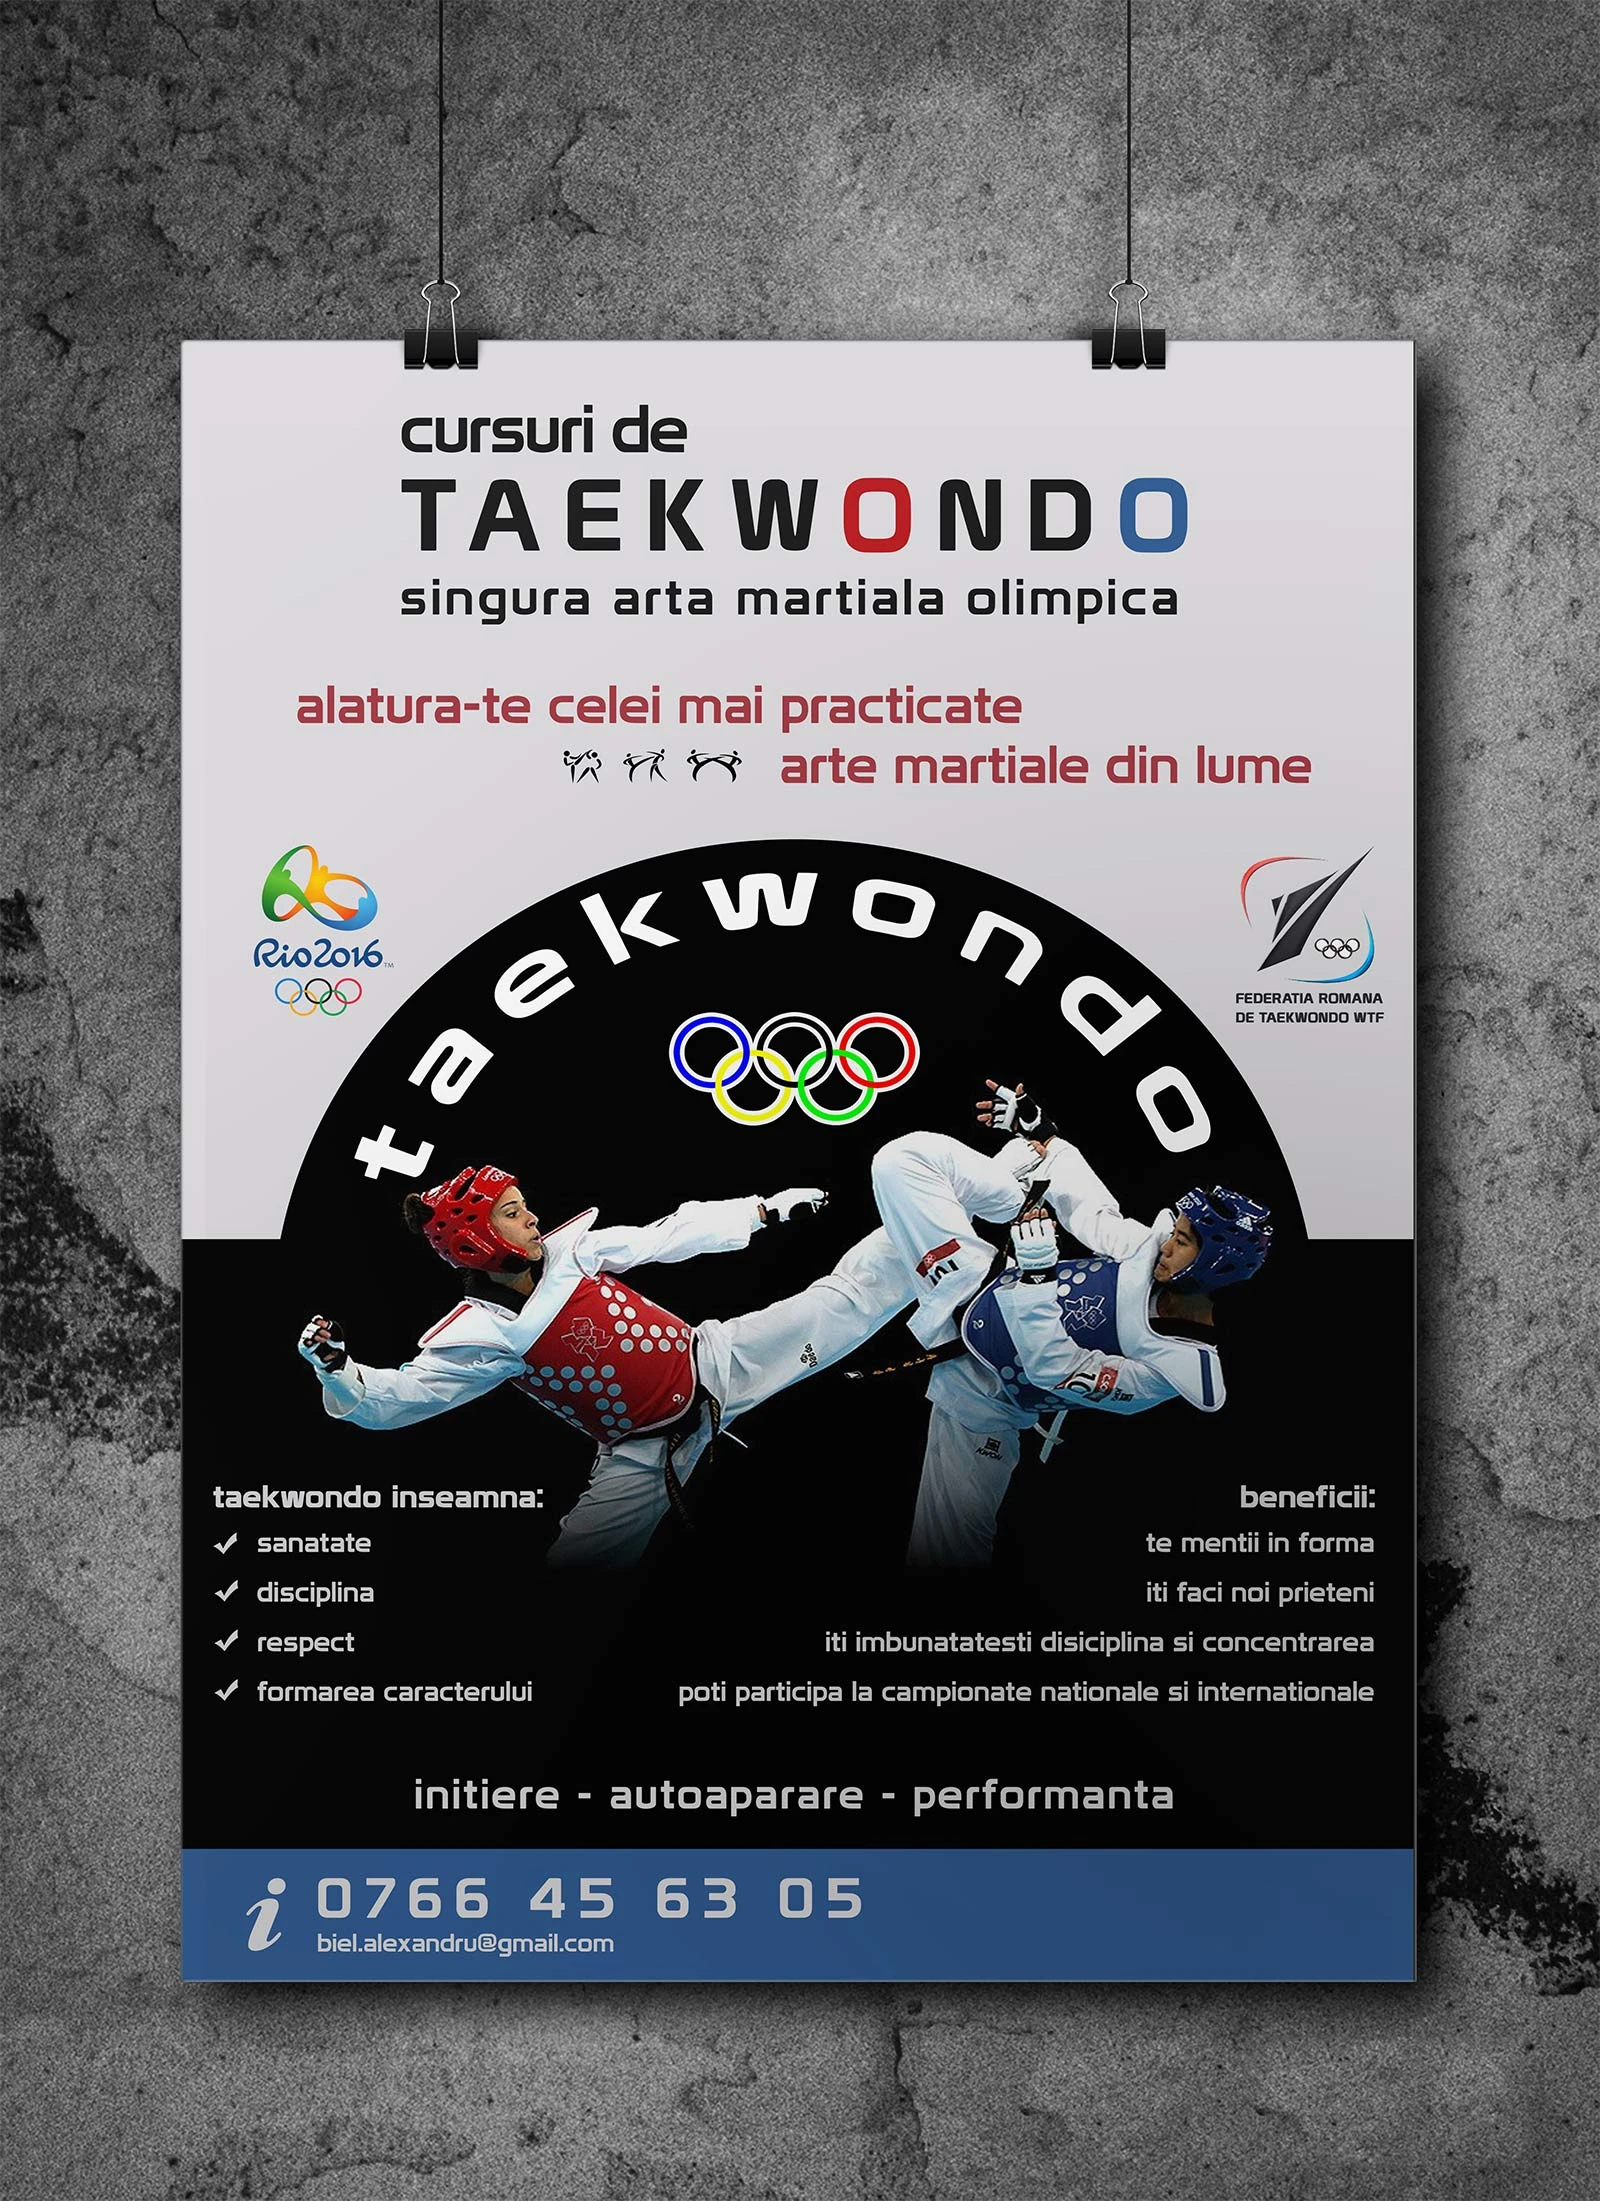 cursuri de
TAEKWONDO
singura arta martiala olimpica
alatura-te celei mai practicate
arte martiale din lume
Rio2016™
FEDERATIA ROMANA
DE TAEKWONDO WTF
taekwondo
10
KWON
taekwondo inseamna:
sanatate
disciplina
respect
formarea caracterului
beneficii:
te mentii in forma
iti faci noi prieteni
iti imbunatatesti disiciplina si concentrarea
poti participa la campionate nationale si internationale
initiere - autoaparare - performanta
i 0766 45 63 05
biel.alexandru@gmail.com